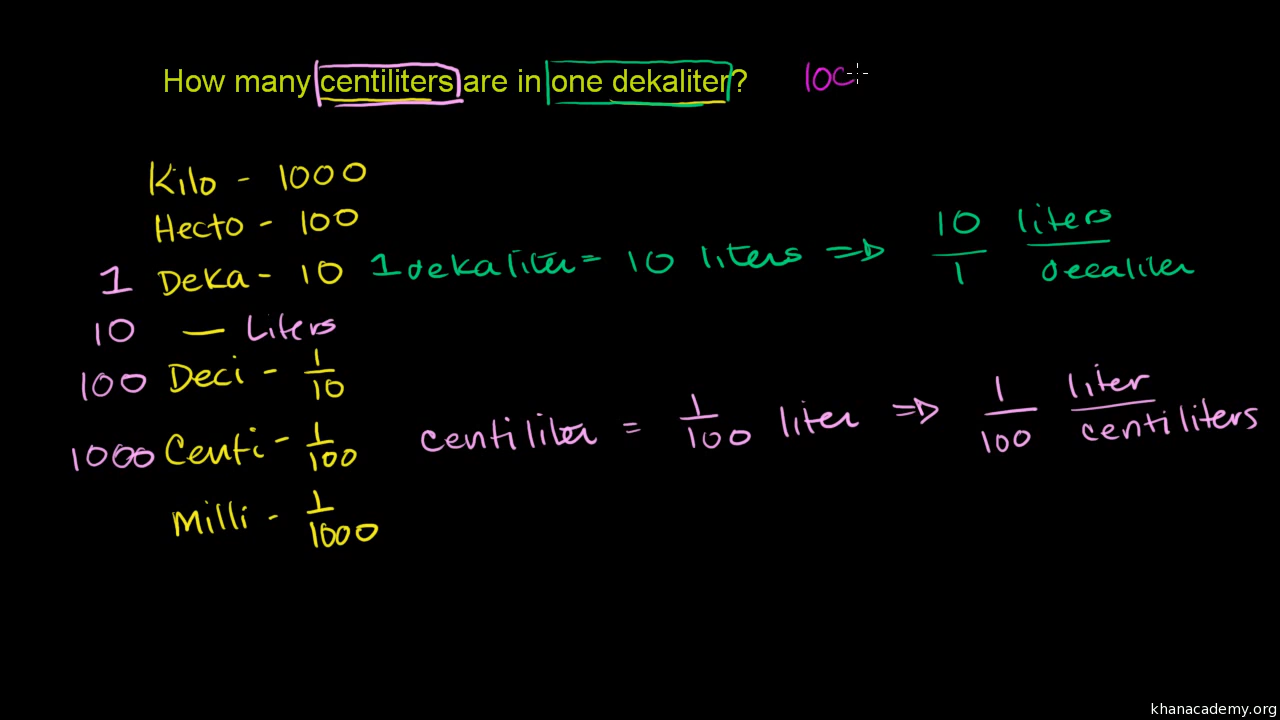 How many centiliters are in one dekaliter? 100
Kilo - 1000
Hecto - 100
1 Deka - 10 1 dekaliter = 10 liters ⇒ 10 liters / 1 decaliter
10 — Liters
100 Deci - 1/10
1000 Centi - 1/100 centiliter = 1/100 liter ⇒ 1 liter / 100 centiliters
Milli - 1/1000
khanacademy.org